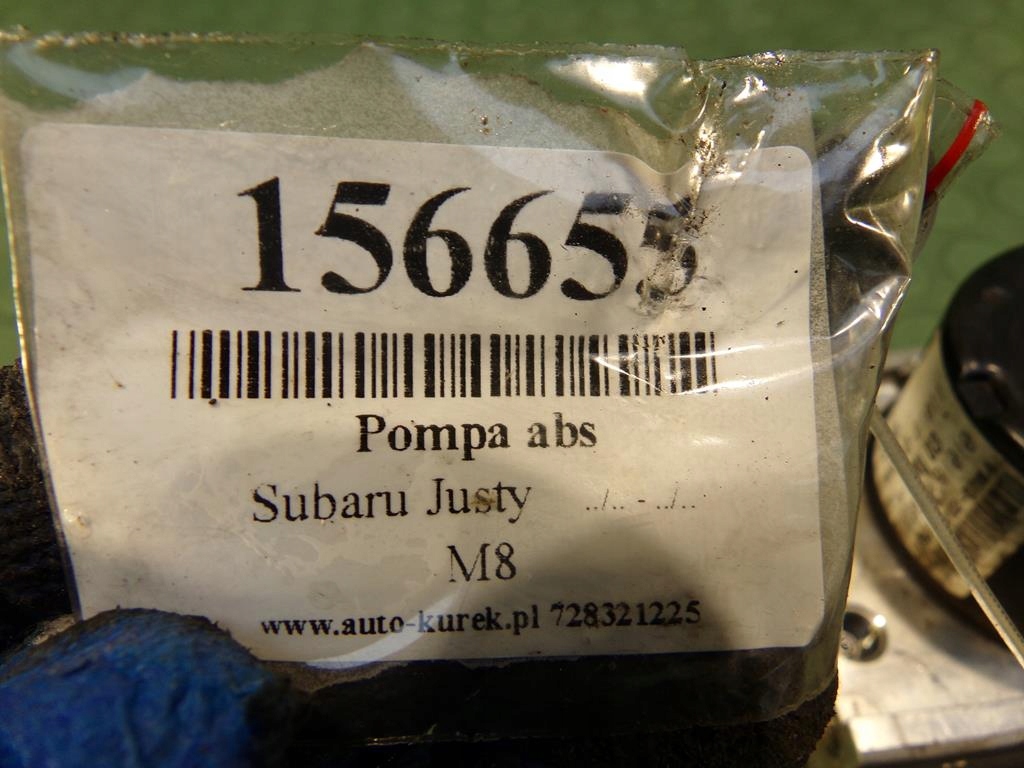 156655
Pompa abs
Subaru Justy ../.. - ../..
M8
www.auto-kurek.pl 728321225